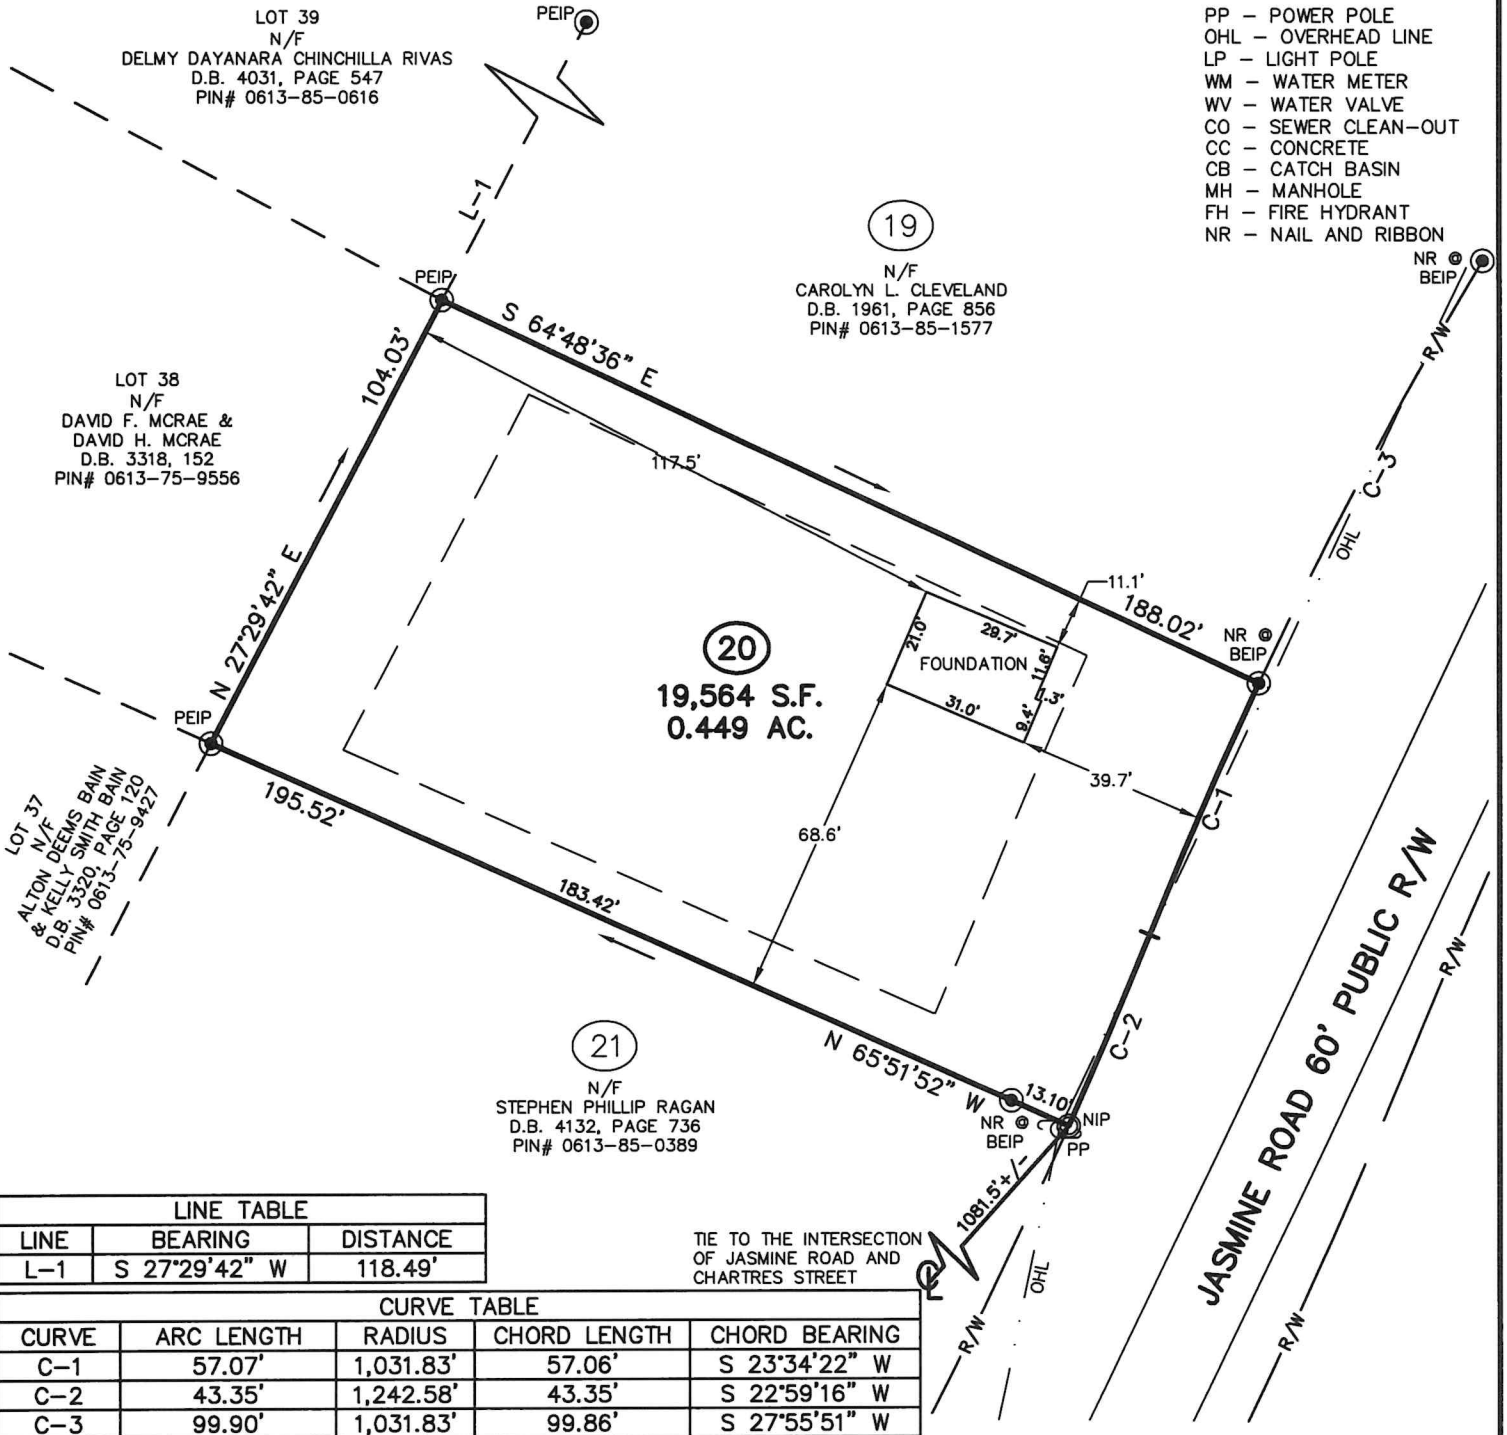 LOT 39
N/F
DELMY DAYANARA CHINCHILLA RIVAS
D.B. 4031, PAGE 547
PIN# 0613-85-0616
PEIP
PP - POWER POLE
OHL - OVERHEAD LINE
LP - LIGHT POLE
WM - WATER METER
WV - WATER VALVE
CO - SEWER CLEAN-OUT
CC - CONCRETE
CB - CATCH BASIN
MH - MANHOLE
FH - FIRE HYDRANT
NR - NAIL AND RIBBON
NR @
BEIP
L-1
19
N/F
CAROLYN L. CLEVELAND
D.B. 1961, PAGE 856
PIN# 0613-85-1577
PEIP
S 64°48'36" E
R/W
104.03'
LOT 38
N/F
DAVID F. MCRAE &
DAVID H. MCRAE
D.B. 3318, 152
PIN# 0613-75-9556
117.5'
C-3
OHL
11.1'
188.02'
N 27°29'42" E
29.7'
21.0'
FOUNDATION
11.6'
1.3'
31.0'
9.4'
NR @
BEIP
20
19,564 S.F.
0.449 AC.
PEIP
39.7'
C-1
195.52'
68.6'
LOT 37
N/F
ALTON DEEMS BAIN
& KELLY SMITH BAIN
D.B. 3320, PAGE 120
PIN# 0613-75-9427
183.42'
R/W
JASMINE ROAD 60' PUBLIC R/W
C-2
21
N/F
STEPHEN PHILLIP RAGAN
D.B. 4132, PAGE 736
PIN# 0613-85-0389
N 65°51'52" W
13.10'
NR @
BEIP
NIP
PP
1081.5'+/-
TIE TO THE INTERSECTION
OF JASMINE ROAD AND
CHARTRES STREET
CL
OHL
R/W
R/W
LINE TABLE
LINE BEARING DISTANCE
L-1 S 27°29'42" W 118.49'
CURVE TABLE
CURVE ARC LENGTH RADIUS CHORD LENGTH CHORD BEARING
C-1 57.07' 1,031.83' 57.06' S 23°34'22" W
C-2 43.35' 1,242.58' 43.35' S 22°59'16" W
C-3 99.90' 1,031.83' 99.86' S 27°55'51" W